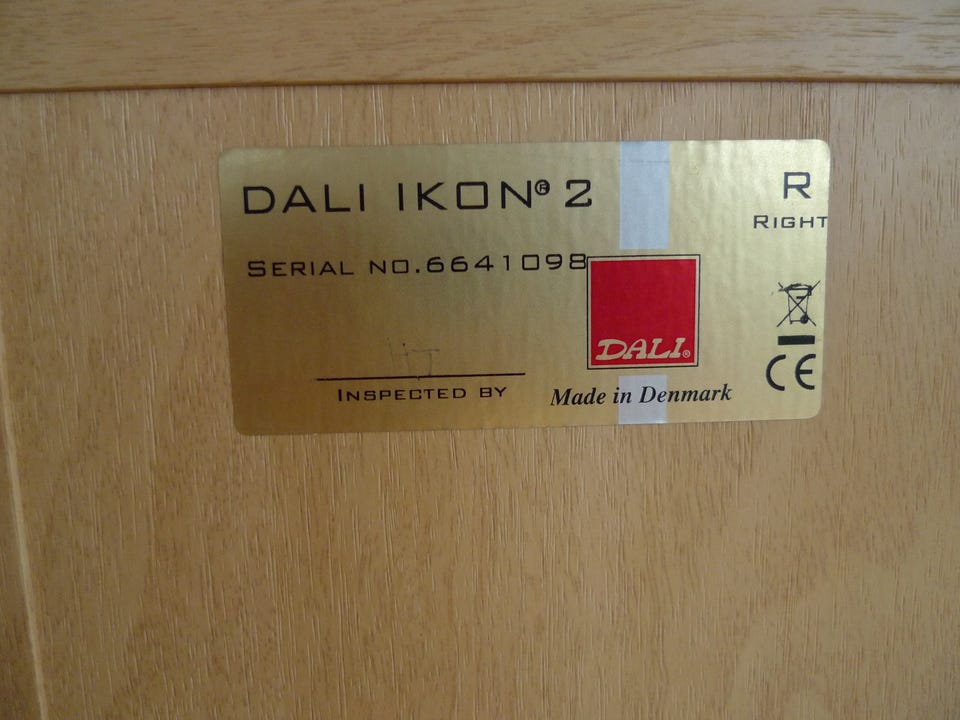 DALI IKON® 2
R
RIGHT
SERIAL NO.6641098
DALI®
INSPECTED BY
Made in Denmark
CE